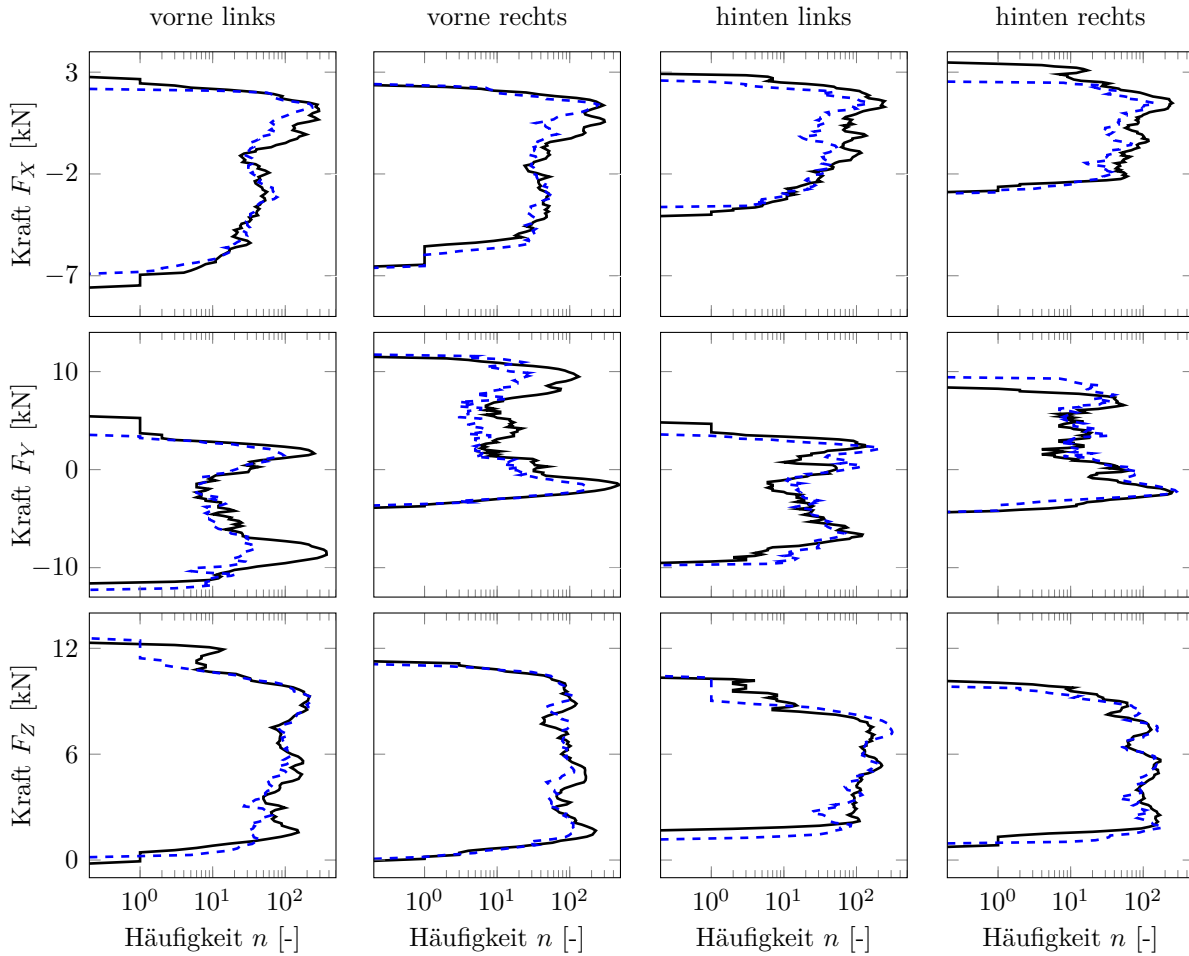 vorne links vorne rechts hinten links hinten rechts
Kraft F_X [kN]
3
−2
−7
Kraft F_Y [kN]
10
0
−10
Kraft F_Z [kN]
12
6
0
10^0 10^1 10^2 10^0 10^1 10^2 10^0 10^1 10^2 10^0 10^1 10^2
Häufigkeit n [-] Häufigkeit n [-] Häufigkeit n [-] Häufigkeit n [-]